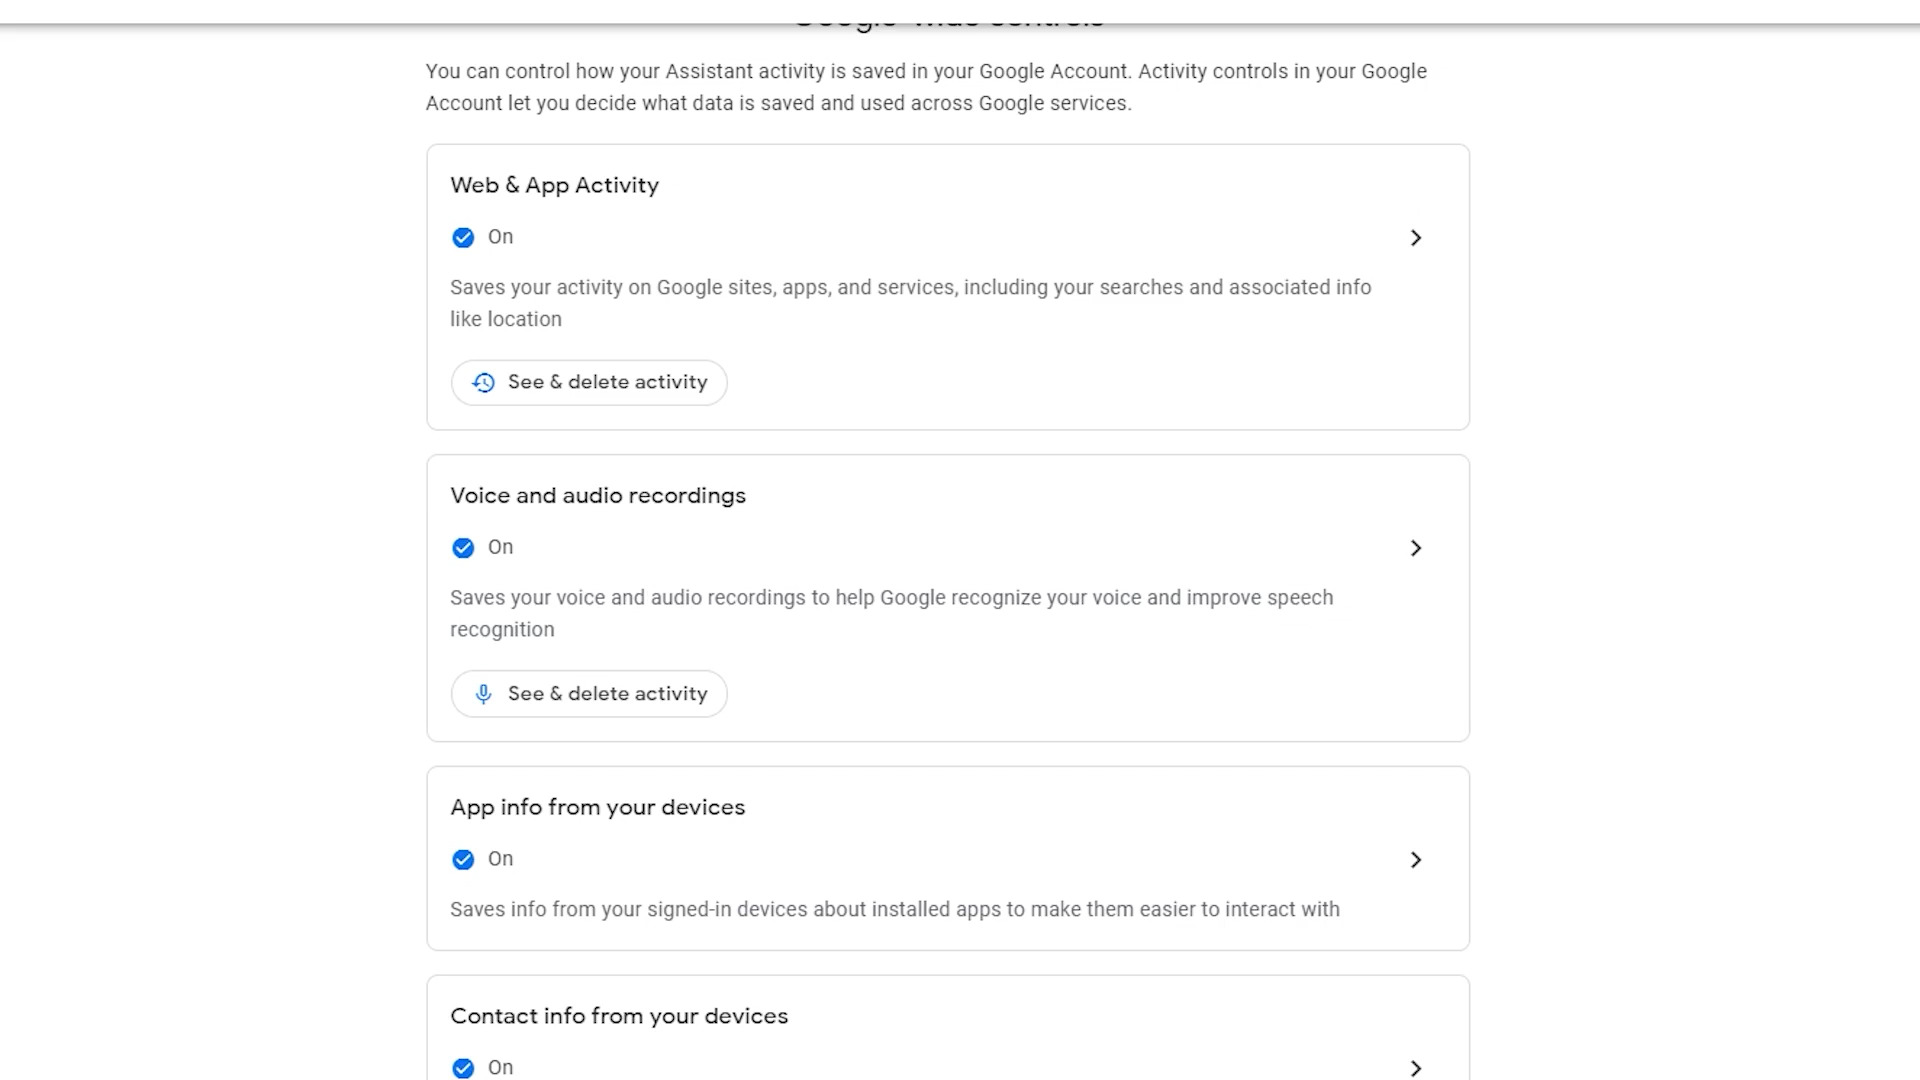 Google-wide controls
You can control how your Assistant activity is saved in your Google Account. Activity controls in your Google
Account let you decide what data is saved and used across Google services.
Web & App Activity
On
Saves your activity on Google sites, apps, and services, including your searches and associated info
like location
See & delete activity
Voice and audio recordings
On
Saves your voice and audio recordings to help Google recognize your voice and improve speech
recognition
See & delete activity
App info from your devices
On
Saves info from your signed-in devices about installed apps to make them easier to interact with
Contact info from your devices
On